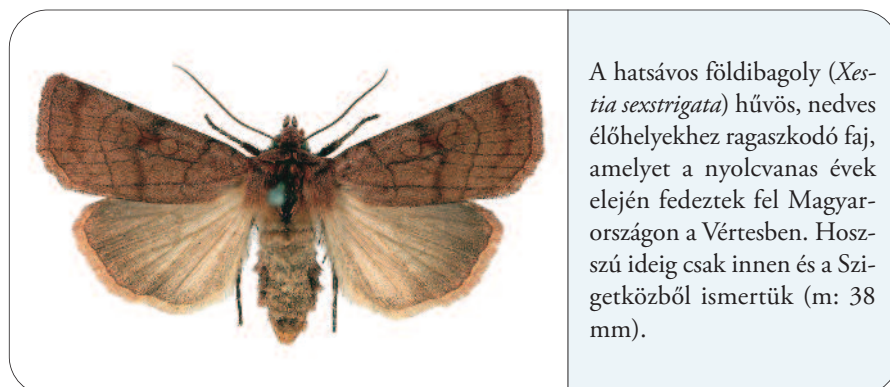 A hatsávos földibagoly (Xes-
tia sexstrigata) hűvös, nedves
élőhelyekhez ragaszkodó faj,
amelyet a nyolcvanas évek
elején fedeztek fel Magyar-
országon a Vértesben. Hosz-
szú ideig csak innen és a Szi-
getközből ismertük (m: 38
mm).